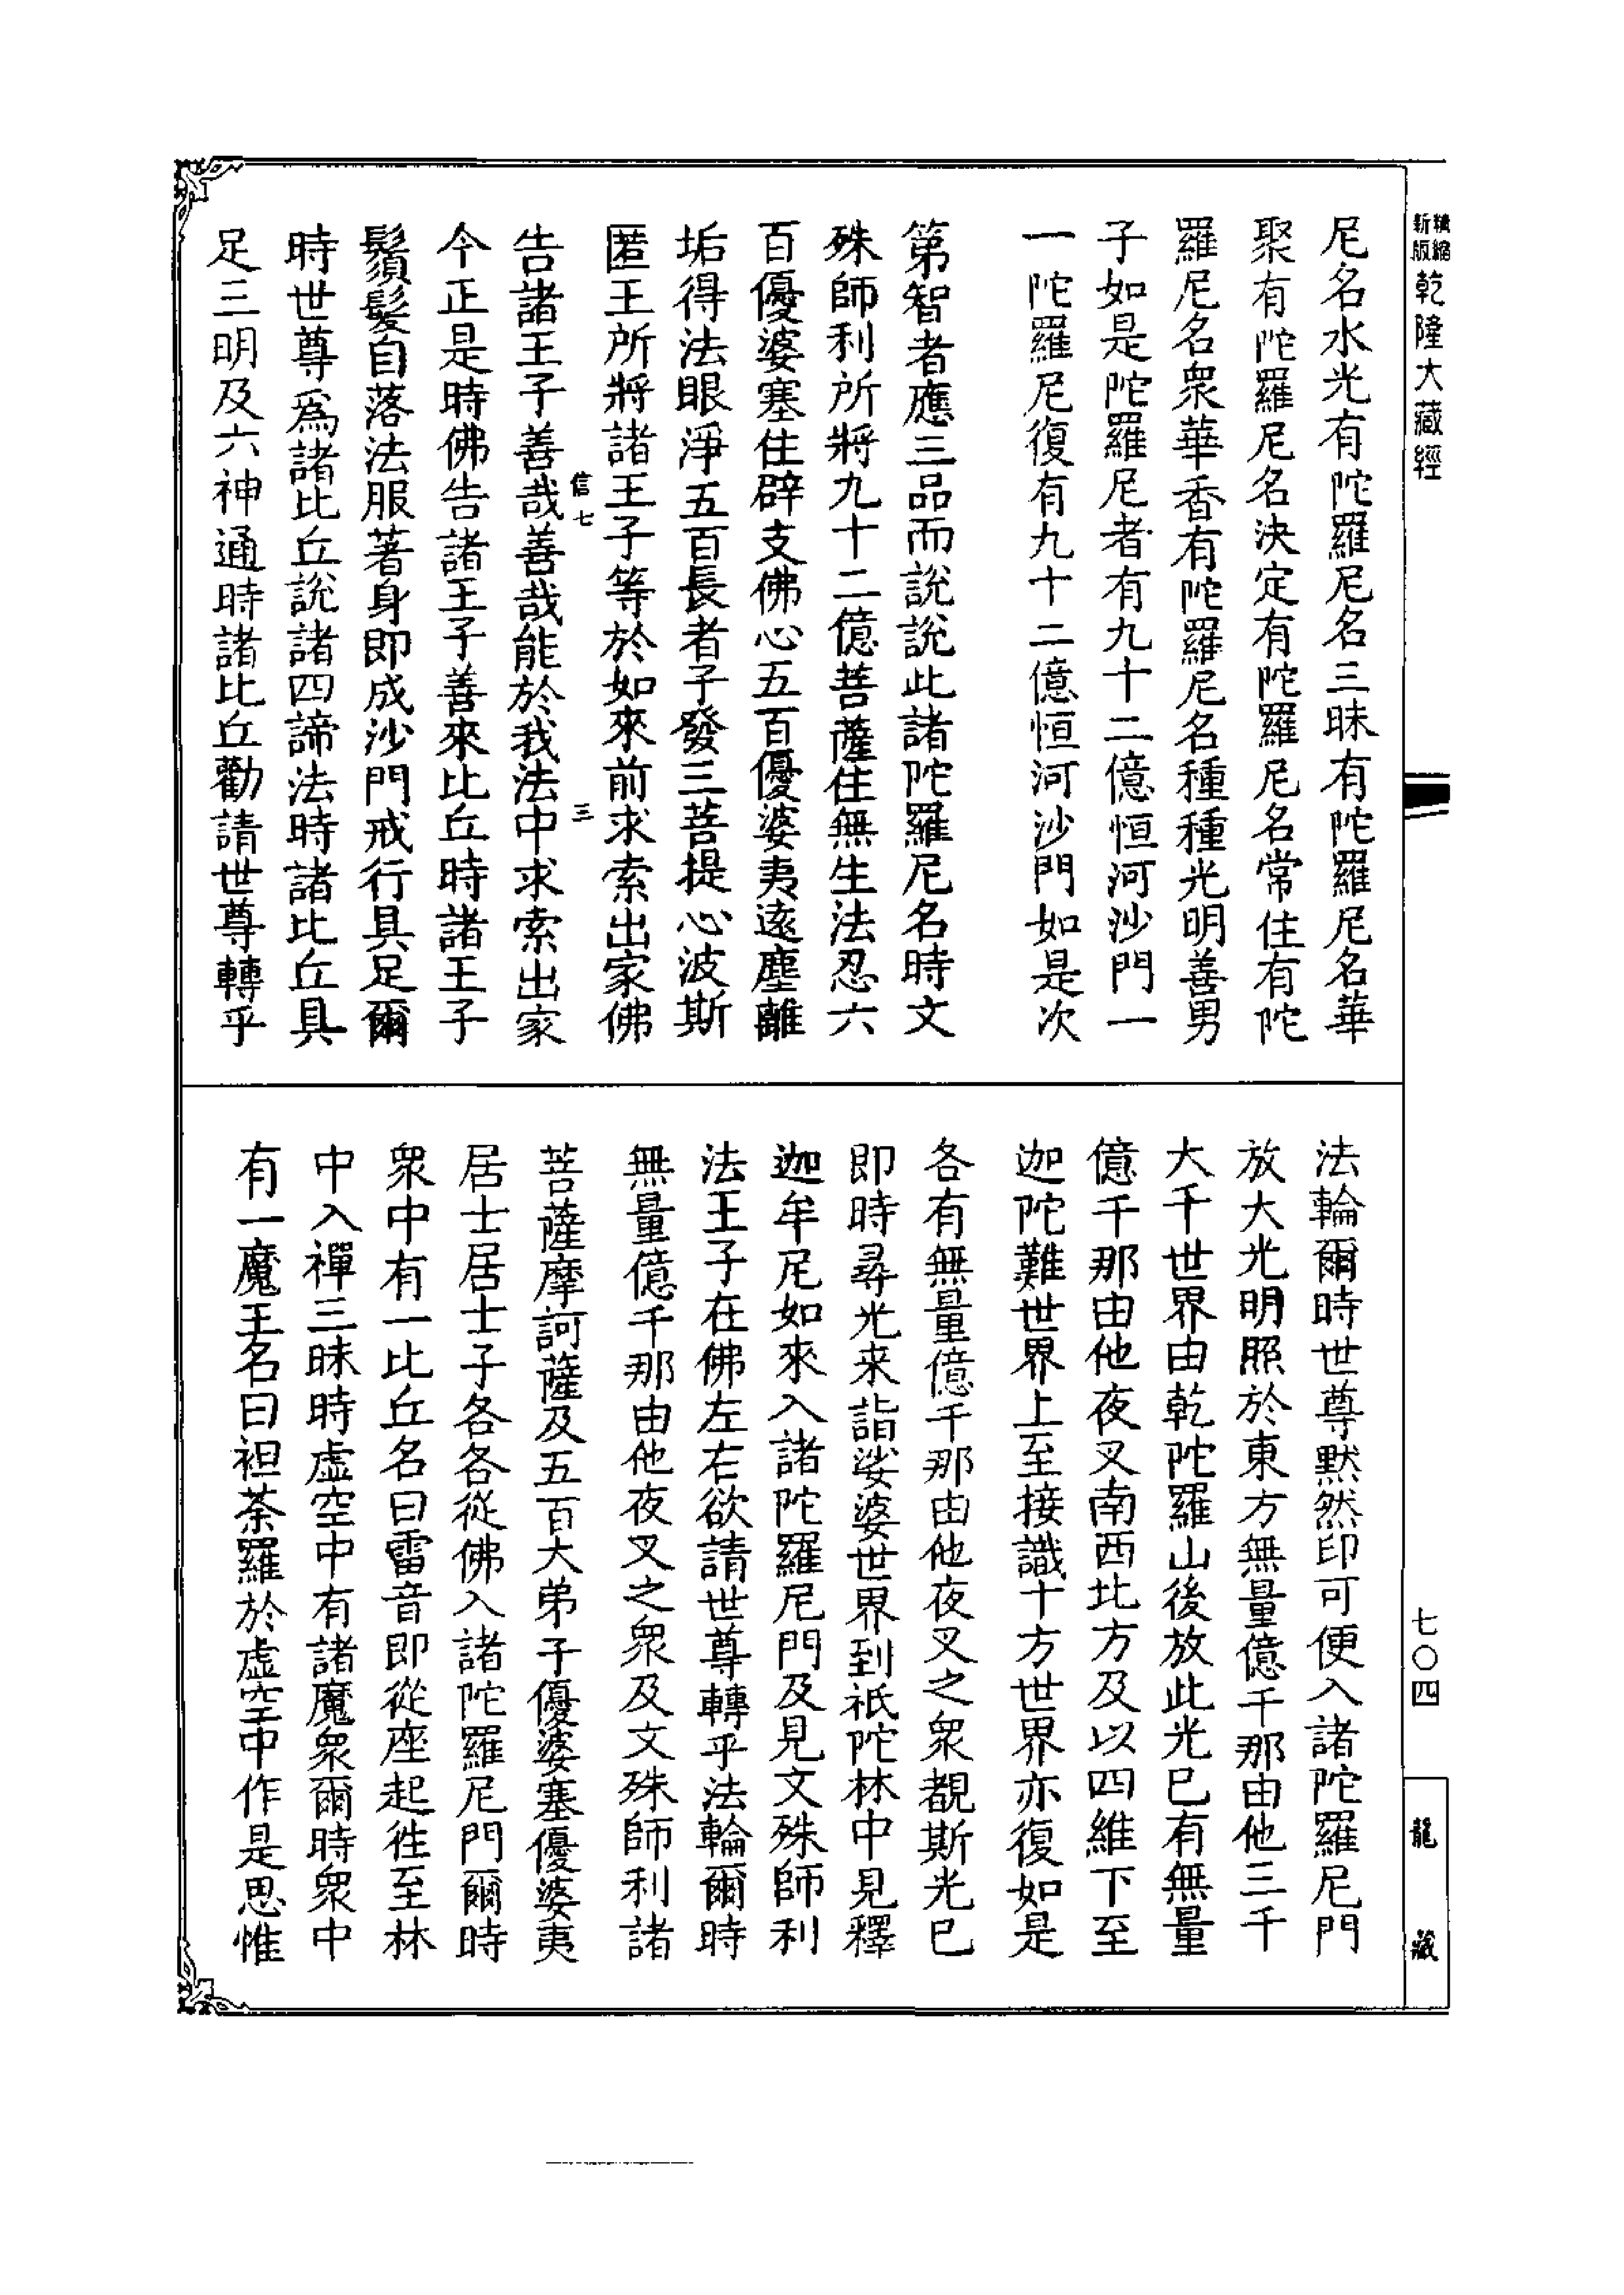 新版
精縮
乾隆大藏經
七〇四
龍藏
尼名水光有陀羅尼名三昧有陀羅尼名華
聚有陀羅尼名決定有陀羅尼名常住有陀
羅尼名衆華香有陀羅尼名種種光明善男
子如是陀羅尼者有九十二億恒河沙門一
一陀羅尼復有九十二億恒河沙門如是次
第智者應三品而說說此諸陀羅尼名時文
殊師利所將九十二億菩薩住無生法忍六
百優婆塞住辟支佛心五百優婆夷遠塵離
垢得法眼淨五百長者子發三菩提心波斯
匿王所將諸王子等於如來前求索出家佛
信七
三
告諸王子善哉善哉能於我法中求索出家
今正是時佛告諸王子善來比丘時諸王子
鬚髮自落法服著身即成沙門戒行具足爾
時世尊爲諸比丘說諸四諦法時諸比丘具
足三明及六神通時諸比丘勸請世尊轉乎
法輪爾時世尊默然印可便入諸陀羅尼門
放大光明照於東方無量億千那由他三千
大千世界由乾陀羅山後放此光巳有無量
億千那由他夜叉南西北方及以四維下至
迦陀難世界上至接識十方世界亦復如是
各有無量億千那由他夜叉之衆覩斯光巳
即時尋光来詣娑婆世界到祇陀林中見釋
迦牟尼如來入諸陀羅尼門及見文殊師利
法王子在佛左右欲請世尊轉乎法輪爾時
無量億千那由他夜叉之衆及文殊師利諸
菩薩摩訶薩及五百大弟子優婆塞優婆夷
居士居士子各各從佛入諸陀羅尼門爾時
衆中有一比丘名曰雷音即從座起徃至林
中入禪三昧時虛空中有諸魔衆爾時衆中
有一魔王名曰袒荼羅於虛空中作是思惟